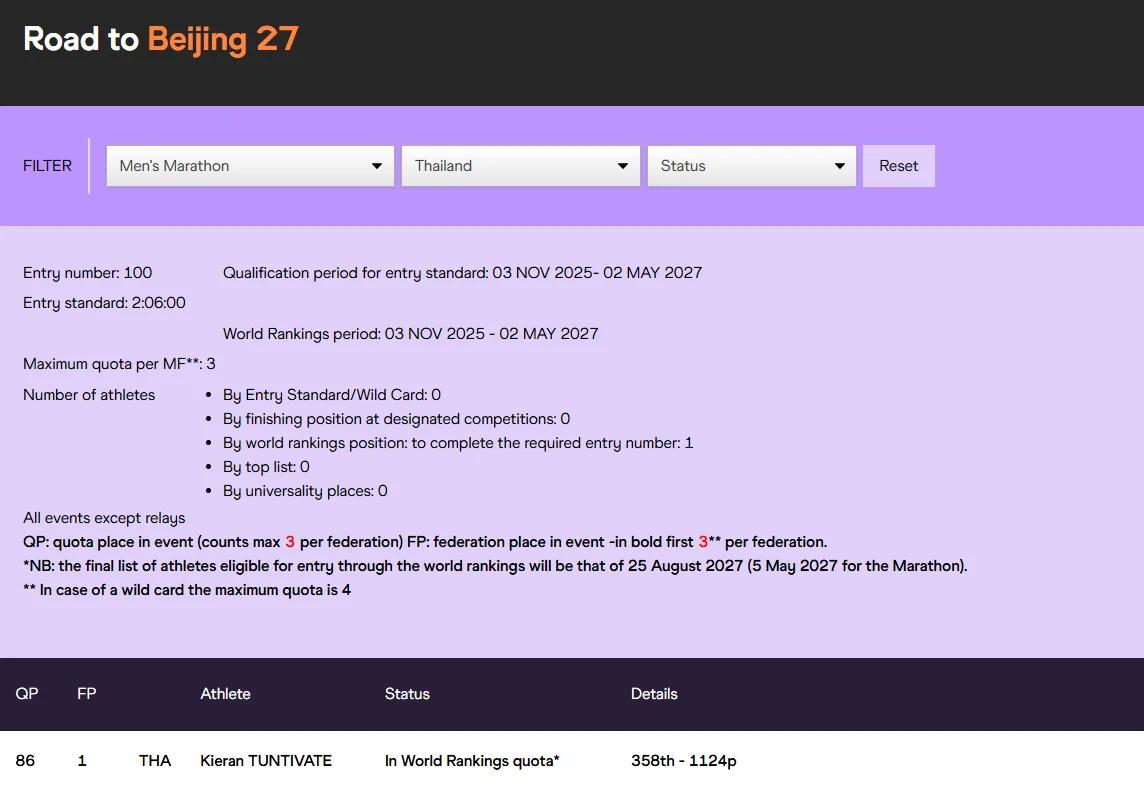 Road to Beijing 27
FILTER Men's Marathon Thailand Status Reset
Entry number: 100 Qualification period for entry standard: 03 NOV 2025- 02 MAY 2027
Entry standard: 2:06:00
World Rankings period: 03 NOV 2025 - 02 MAY 2027
Maximum quota per MF**: 3
Number of athletes • By Entry Standard/Wild Card: 0
• By finishing position at designated competitions: 0
• By world rankings position: to complete the required entry number: 1
• By top list: 0
• By universality places: 0
All events except relays
QP: quota place in event (counts max 3 per federation) FP: federation place in event -in bold first 3** per federation.
*NB: the final list of athletes eligible for entry through the world rankings will be that of 25 August 2027 (5 May 2027 for the Marathon).
** In case of a wild card the maximum quota is 4
QP FP Athlete Status Details
86 1 THA Kieran TUNTIVATE In World Rankings quota* 358th - 1124p